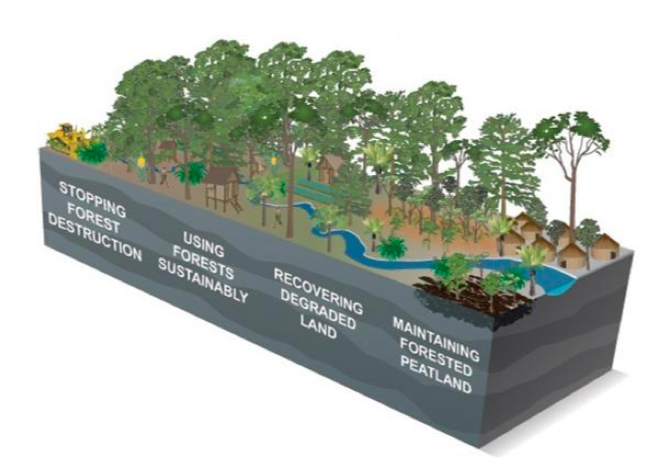 STOPPING
FOREST
DESTRUCTION
USING
FORESTS
SUSTAINABLY
RECOVERING
DEGRADED
LAND
MAINTAINING
FORESTED
PEATLAND